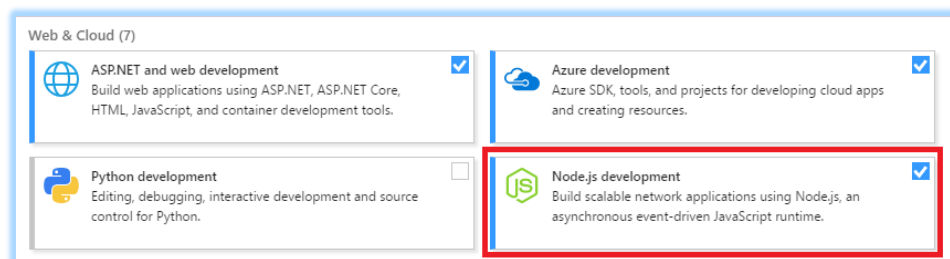 Web & Cloud (7)
ASP.NET and web development
Build web applications using ASP.NET, ASP.NET Core,
HTML, JavaScript, and container development tools.
Azure development
Azure SDK, tools, and projects for developing cloud apps
and creating resources.
Python development
Editing, debugging, interactive development and source
control for Python.
JS
Node.js development
Build scalable network applications using Node.js, an
asynchronous event-driven JavaScript runtime.